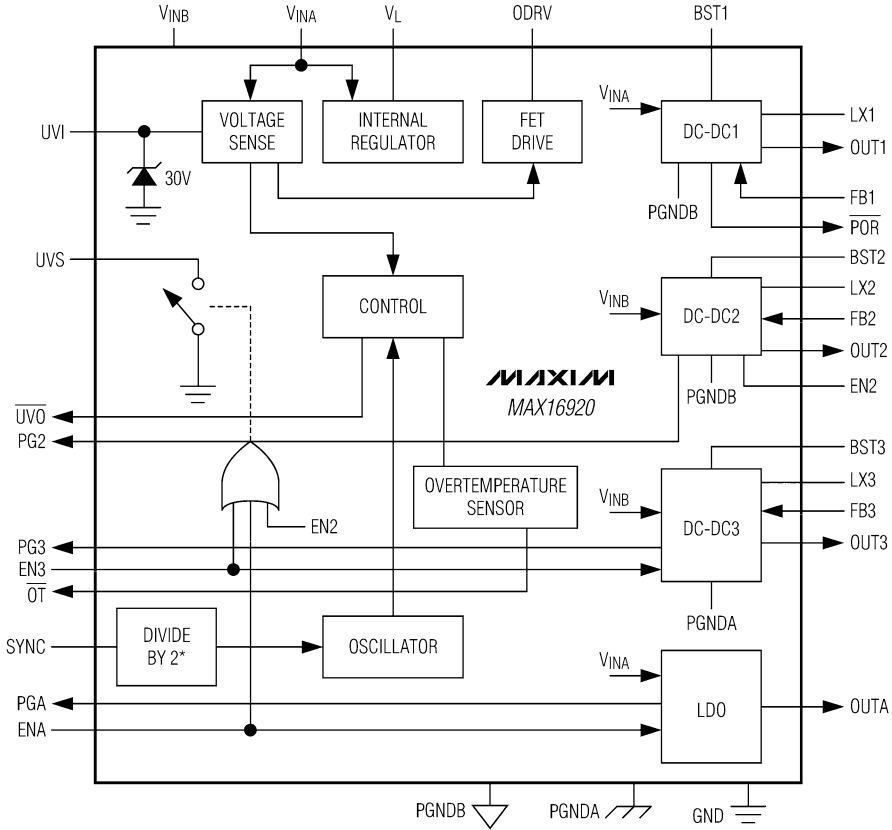 VINB
VINA
VL
ODRV
BST1
UVI
VOLTAGE
SENSE
INTERNAL
REGULATOR
FET
DRIVE
VINA
DC-DC1
LX1
OUT1
30V
PGNDB
FB1
POR
UVS
BST2
CONTROL
VINB
DC-DC2
LX2
FB2
OUT2
PGNDB
EN2
MAXIM
MAX16920
UVO
PG2
BST3
OVERTEMPERATURE
SENSOR
VINB
DC-DC3
LX3
FB3
EN2
OUT3
PG3
EN3
OT
PGNDA
SYNC
DIVIDE
BY 2*
OSCILLATOR
VINA
LDO
PGA
OUTA
ENA
PGNDB
PGNDA
GND